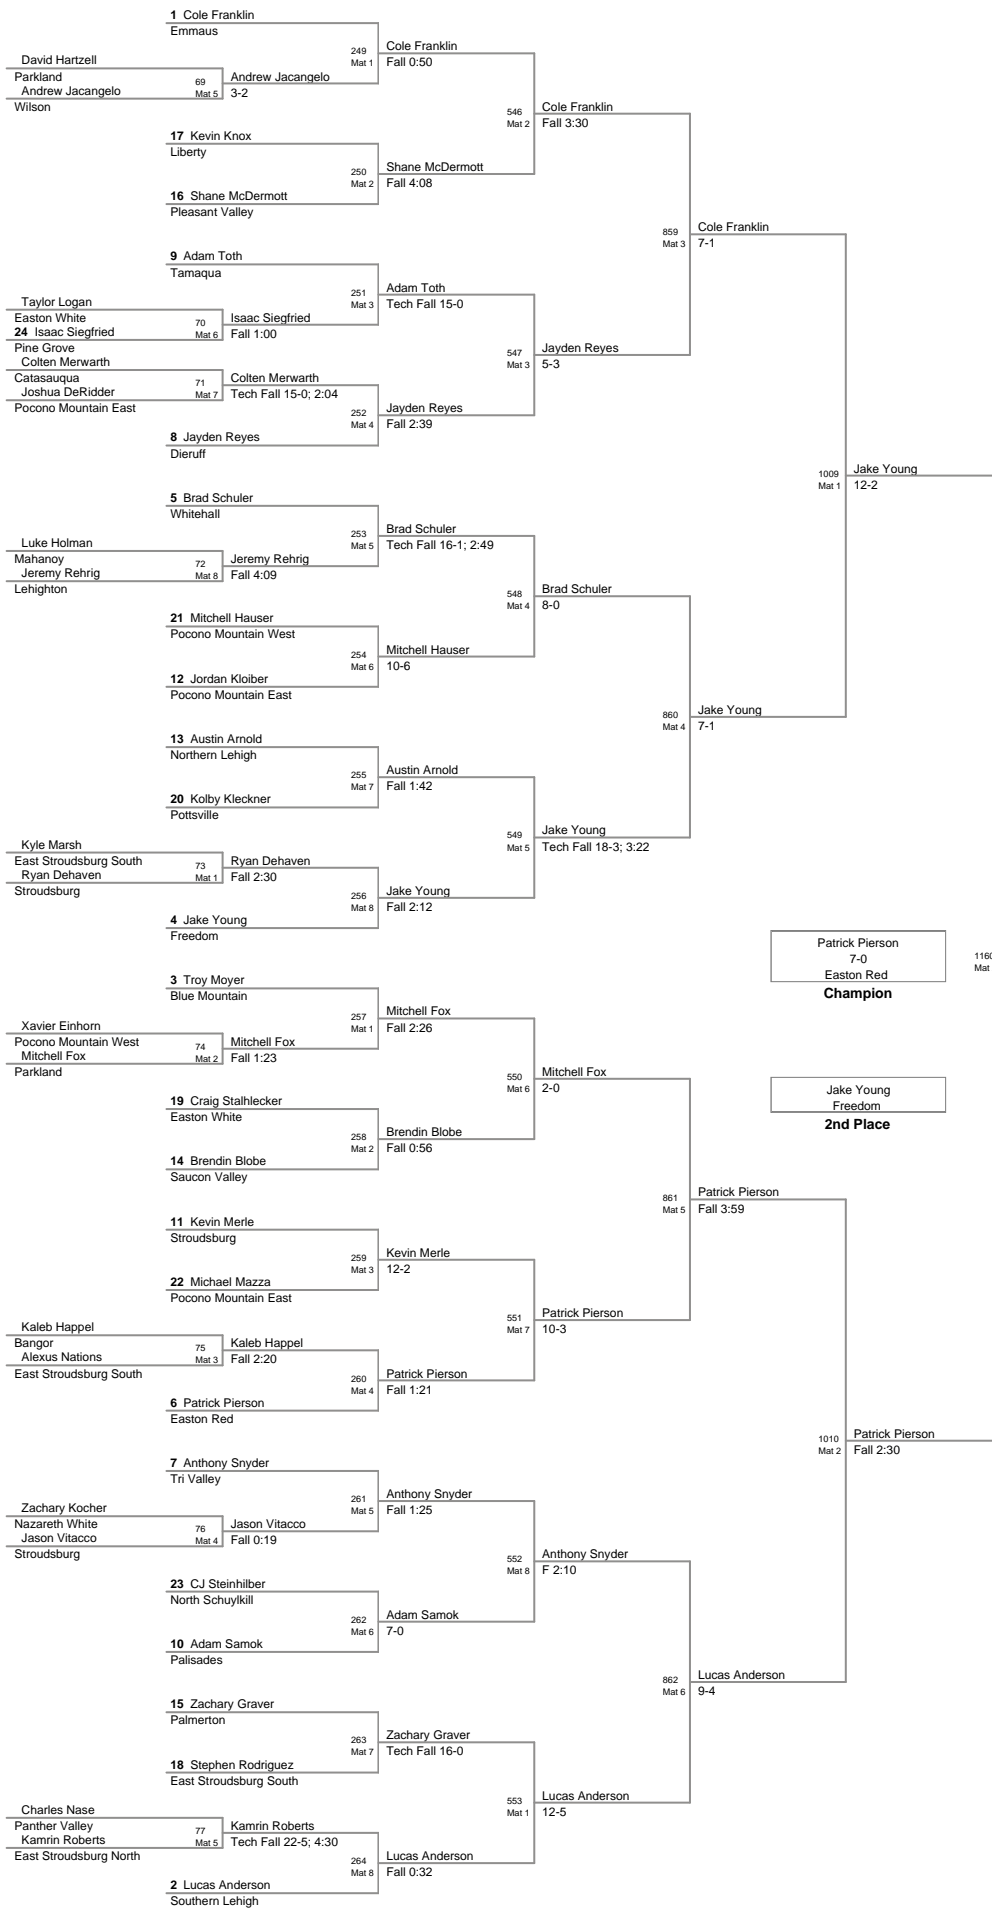 1 Cole Franklin
Emmaus
249 Cole Franklin
Mat 1 Fall 0:50
David Hartzell
Parkland
69 Andrew Jacangelo
Andrew Jacangelo
Mat 5 3-2
Wilson
546 Cole Franklin
Mat 2 Fall 3:30
17 Kevin Knox
Liberty
250 Shane McDermott
Mat 2 Fall 4:08
16 Shane McDermott
Pleasant Valley
859 Cole Franklin
Mat 3 7-1
9 Adam Toth
Tamaqua
251 Adam Toth
Mat 3 Tech Fall 15-0
Taylor Logan
Easton White
70 Isaac Siegfried
24 Isaac Siegfried
Mat 6 Fall 1:00
Pine Grove
547 Jayden Reyes
Mat 3 5-3
Colten Merwarth
Catasauqua
71 Colten Merwarth
Joshua DeRidder
Mat 7 Tech Fall 15-0; 2:04
Pocono Mountain East
252 Jayden Reyes
Mat 4 Fall 2:39
8 Jayden Reyes
Dieruff
1009 Jake Young
Mat 1 12-2
5 Brad Schuler
Whitehall
253 Brad Schuler
Mat 5 Tech Fall 16-1; 2:49
Luke Holman
Mahanoy
72 Jeremy Rehrig
Jeremy Rehrig
Mat 8 Fall 4:09
Lehighton
548 Brad Schuler
Mat 4 8-0
21 Mitchell Hauser
Pocono Mountain West
254 Mitchell Hauser
Mat 6 10-6
12 Jordan Kloiber
Pocono Mountain East
860 Jake Young
Mat 4 7-1
13 Austin Arnold
Northern Lehigh
255 Austin Arnold
Mat 7 Fall 1:42
20 Kolby Kleckner
Pottsville
549 Jake Young
Mat 5 Tech Fall 18-3; 3:22
Kyle Marsh
East Stroudsburg South
73 Ryan Dehaven
Ryan Dehaven
Mat 1 Fall 2:30
Stroudsburg
256 Jake Young
Mat 8 Fall 2:12
4 Jake Young
Freedom
Patrick Pierson
7-0
Easton Red
Champion
1160
Mat
3 Troy Moyer
Blue Mountain
257 Mitchell Fox
Mat 1 Fall 2:26
Xavier Einhorn
Pocono Mountain West
74 Mitchell Fox
Mitchell Fox
Mat 2 Fall 1:23
Parkland
550 Mitchell Fox
Mat 6 2-0
Jake Young
Freedom
2nd Place
19 Craig Stalhlecker
Easton White
258 Brendin Blobe
Mat 2 Fall 0:56
14 Brendin Blobe
Saucon Valley
861 Patrick Pierson
Mat 5 Fall 3:59
11 Kevin Merle
Stroudsburg
259 Kevin Merle
Mat 3 12-2
22 Michael Mazza
Pocono Mountain East
551 Patrick Pierson
Mat 7 10-3
Kaleb Happel
Bangor
75 Kaleb Happel
Alexus Nations
Mat 3 Fall 2:20
East Stroudsburg South
260 Patrick Pierson
Mat 4 Fall 1:21
6 Patrick Pierson
Easton Red
1010 Patrick Pierson
Mat 2 Fall 2:30
7 Anthony Snyder
Tri Valley
261 Anthony Snyder
Mat 5 Fall 1:25
Zachary Kocher
Nazareth White
76 Jason Vitacco
Jason Vitacco
Mat 4 Fall 0:19
Stroudsburg
552 Anthony Snyder
Mat 8 F 2:10
23 CJ Steinhilber
North Schuylkill
262 Adam Samok
Mat 6 7-0
10 Adam Samok
Palisades
862 Lucas Anderson
Mat 6 9-4
15 Zachary Graver
Palmerton
263 Zachary Graver
Mat 7 Tech Fall 16-0
18 Stephen Rodriguez
East Stroudsburg South
553 Lucas Anderson
Mat 1 12-5
Charles Nase
Panther Valley
77 Kamrin Roberts
Kamrin Roberts
Mat 5 Tech Fall 22-5; 4:30
East Stroudsburg North
264 Lucas Anderson
Mat 8 Fall 0:32
2 Lucas Anderson
Southern Lehigh